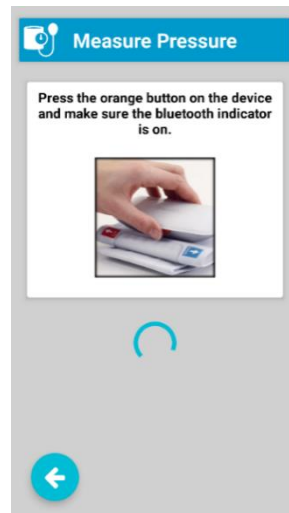 Measure Pressure
Press the orange button on the device
and make sure the bluetooth indicator
is on.